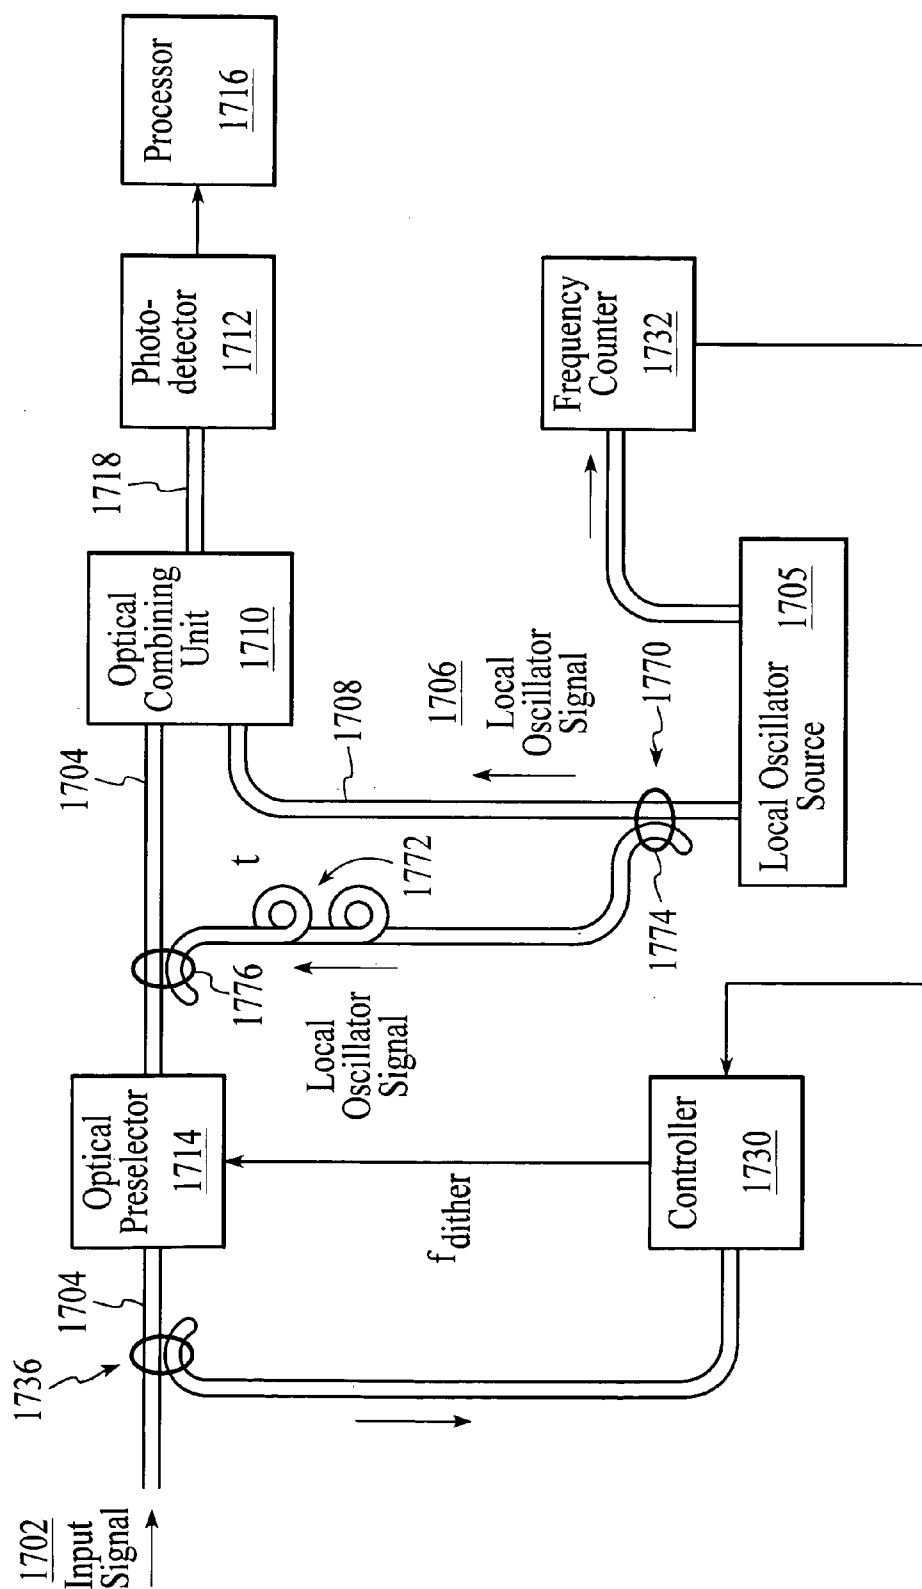 1702
Input
Signal
1736
1704
Optical
Preselector
1714
f dither
Controller
1730
1776
Local
Oscillator
Signal
1772
t
1704
1774
1708
1706
Local
Oscillator
Signal
1770
Local Oscillator
Source
1705
Optical
Combining
Unit
1710
1718
Photo-
detector
1712
Processor
1716
Frequency
Counter
1732